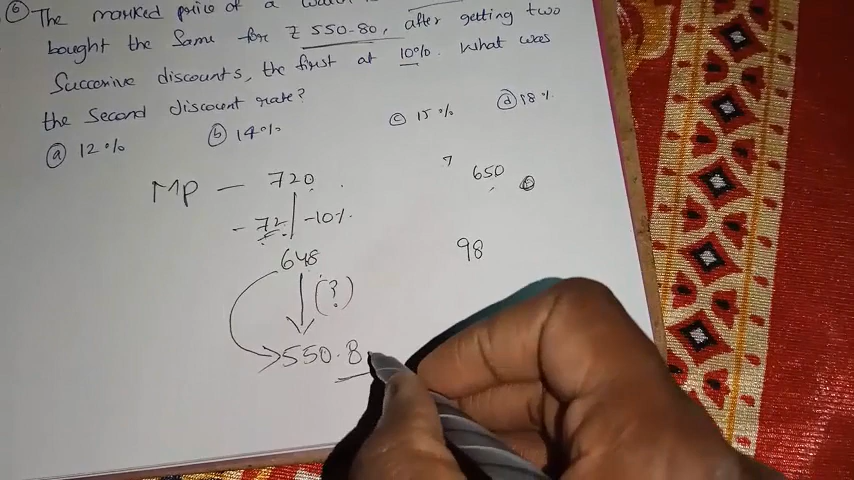 ⑥ The marked price of a
bought the same for ₹ 550.80, after getting two
Succesive discounts, the first at 10%. What was
the Second discount rate?
ⓐ 12% ⓑ 14% ⓒ 15% ⓓ 18%
MP — 720
- 72 -10%
648
(?)
550.8
7 650
98